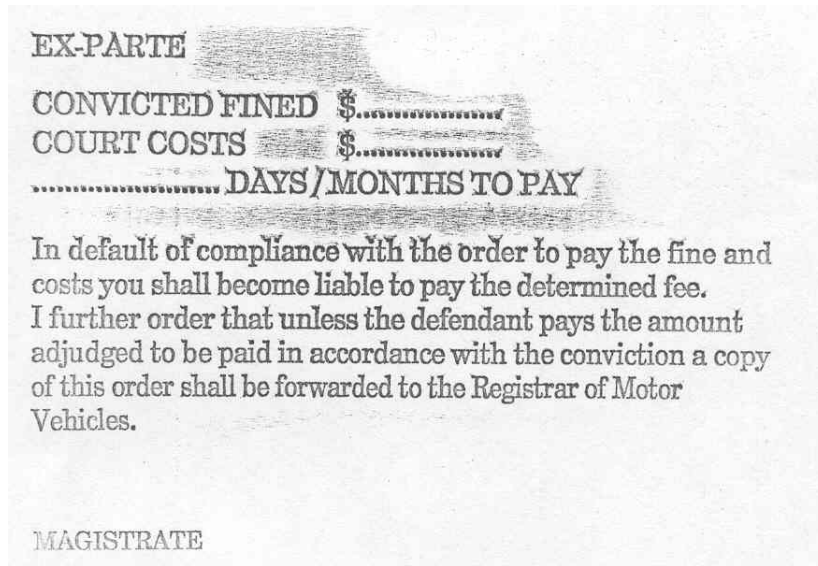 EX-PARTE
CONVICTED FINED $......................
COURT COSTS $......................
........................ DAYS/MONTHS TO PAY
In default of compliance with the order to pay the fine and
costs you shall become liable to pay the determined fee.
I further order that unless the defendant pays the amount
adjudged to be paid in accordance with the conviction a copy
of this order shall be forwarded to the Registrar of Motor
Vehicles.
MAGISTRATE